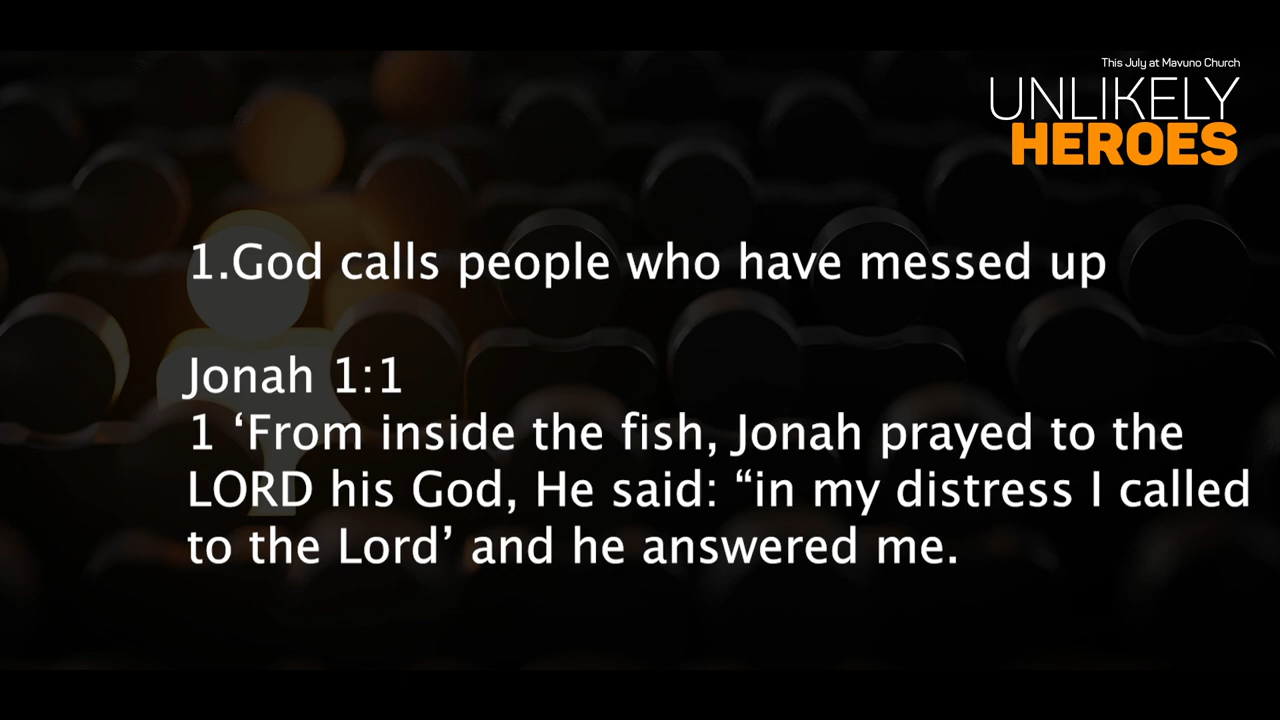 This July at Mavuno Church
UNLIKELY
HEROES
1.God calls people who have messed up
Jonah 1:1
1 ‘From inside the fish, Jonah prayed to the
LORD his God, He said: “in my distress I called
to the Lord’ and he answered me.